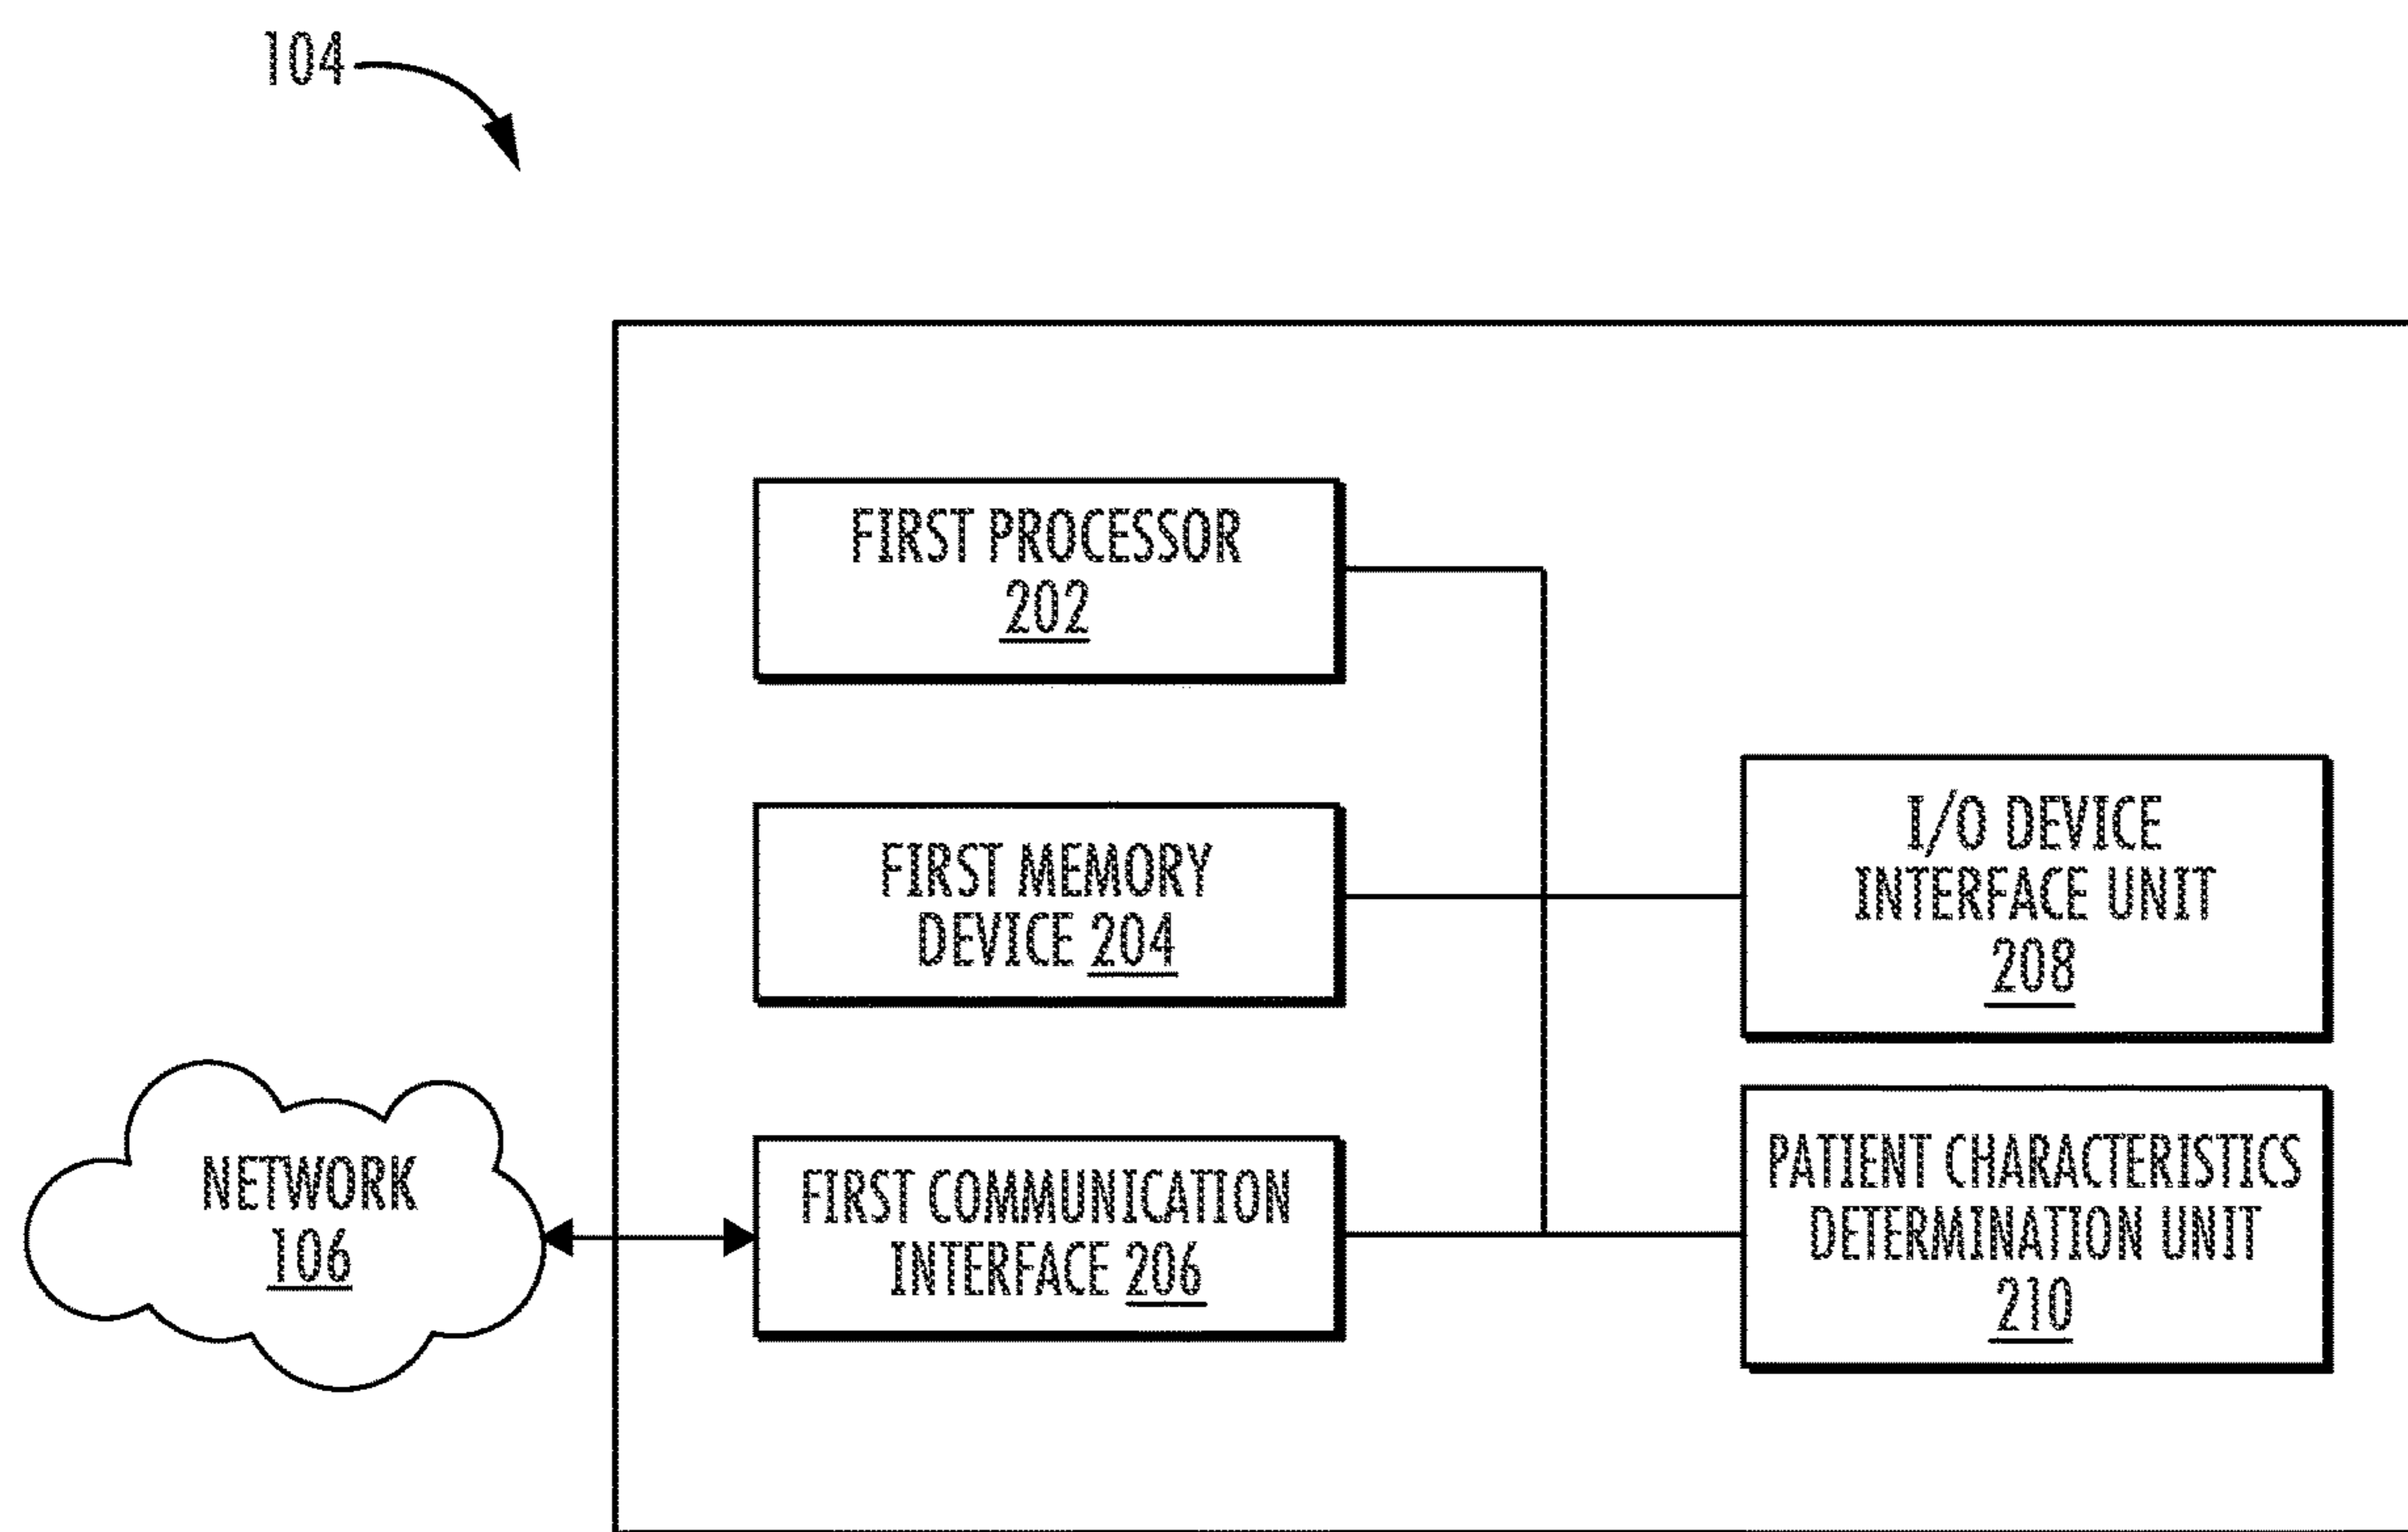 104
FIRST PROCESSOR
202
FIRST MEMORY
DEVICE 204
I/O DEVICE
INTERFACE UNIT
208
NETWORK
106
FIRST COMMUNICATION
INTERFACE 206
PATIENT CHARACTERISTICS
DETERMINATION UNIT
210